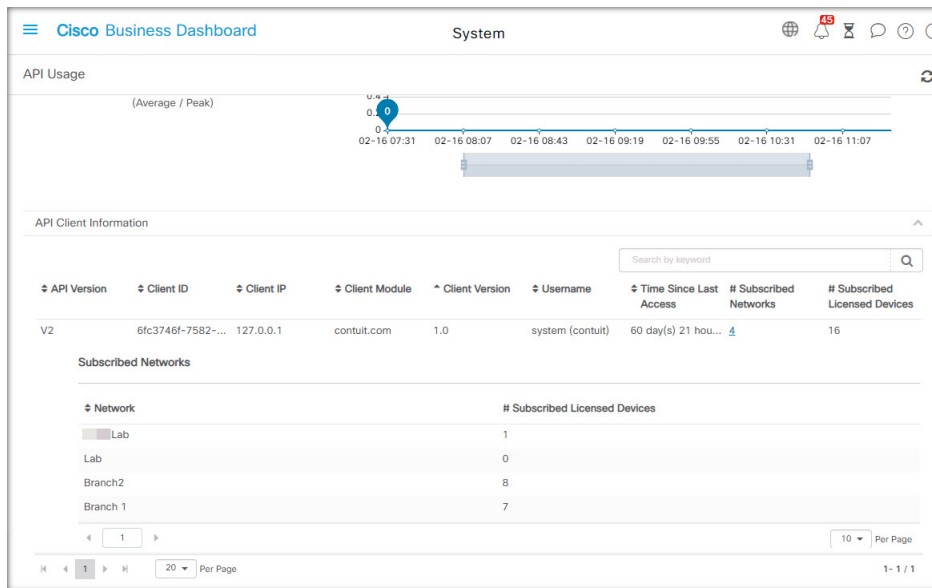 Cisco Business Dashboard
System
45
API Usage
(Average / Peak)
0
0
02-16 07:31 02-16 08:07 02-16 08:43 02-16 09:19 02-16 09:55 02-16 10:31 02-16 11:07
API Client Information
Search by keyword
API Version Client ID Client IP Client Module Client Version Username Time Since Last Access # Subscribed Networks # Subscribed Licensed Devices
V2 6fc3746f-7582-... 127.0.0.1 contuit.com 1.0 system (contuit) 60 day(s) 21 hou... 4 16
Subscribed Networks
Network # Subscribed Licensed Devices
Lab 1
Lab 0
Branch2 8
Branch 1 7
1 10 Per Page
1 20 Per Page 1 - 1 / 1